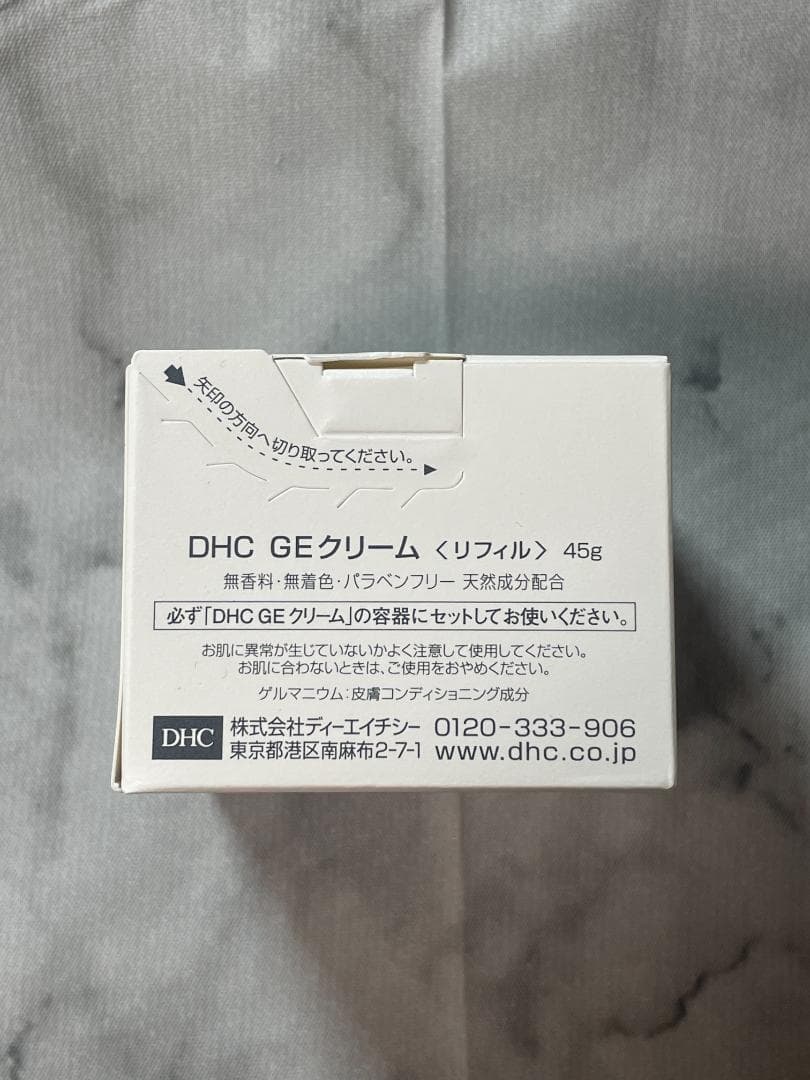 矢印の方向へ切り取ってください。
DHC GEクリーム〈リフィル〉 45g
無香料・無着色・パラベンフリー 天然成分配合
必ず「DHC GEクリーム」の容器にセットしてお使いください。
お肌に異常が生じていないかよく注意して使用してください。
お肌に合わないときは、ご使用をおやめください。
ゲルマニウム：皮膚コンディショニング成分
DHC 株式会社ディーエイチシー 0120-333-906
東京都港区南麻布2-7-1 www.dhc.co.jp